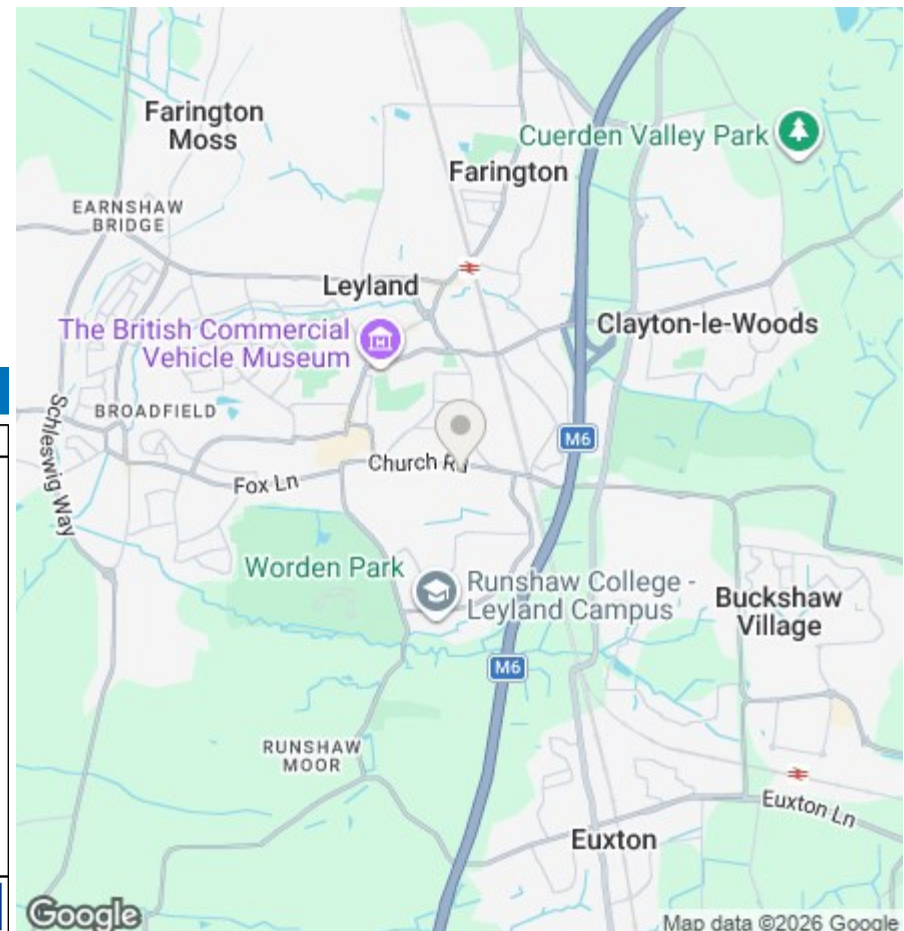 Farington
Moss
Cuerden Valley Park
Farington
EARNSHAW
BRIDGE
Leyland
The British Commercial
Vehicle Museum
Clayton-le-Woods
BROADFIELD
Schleswig Way
M6
Church Rd
Fox Ln
Worden Park
Runshaw College -
Leyland Campus
Buckshaw
Village
M6
RUNSHAW
MOOR
Euxton Ln
Euxton
Google
Map data ©2026 Google